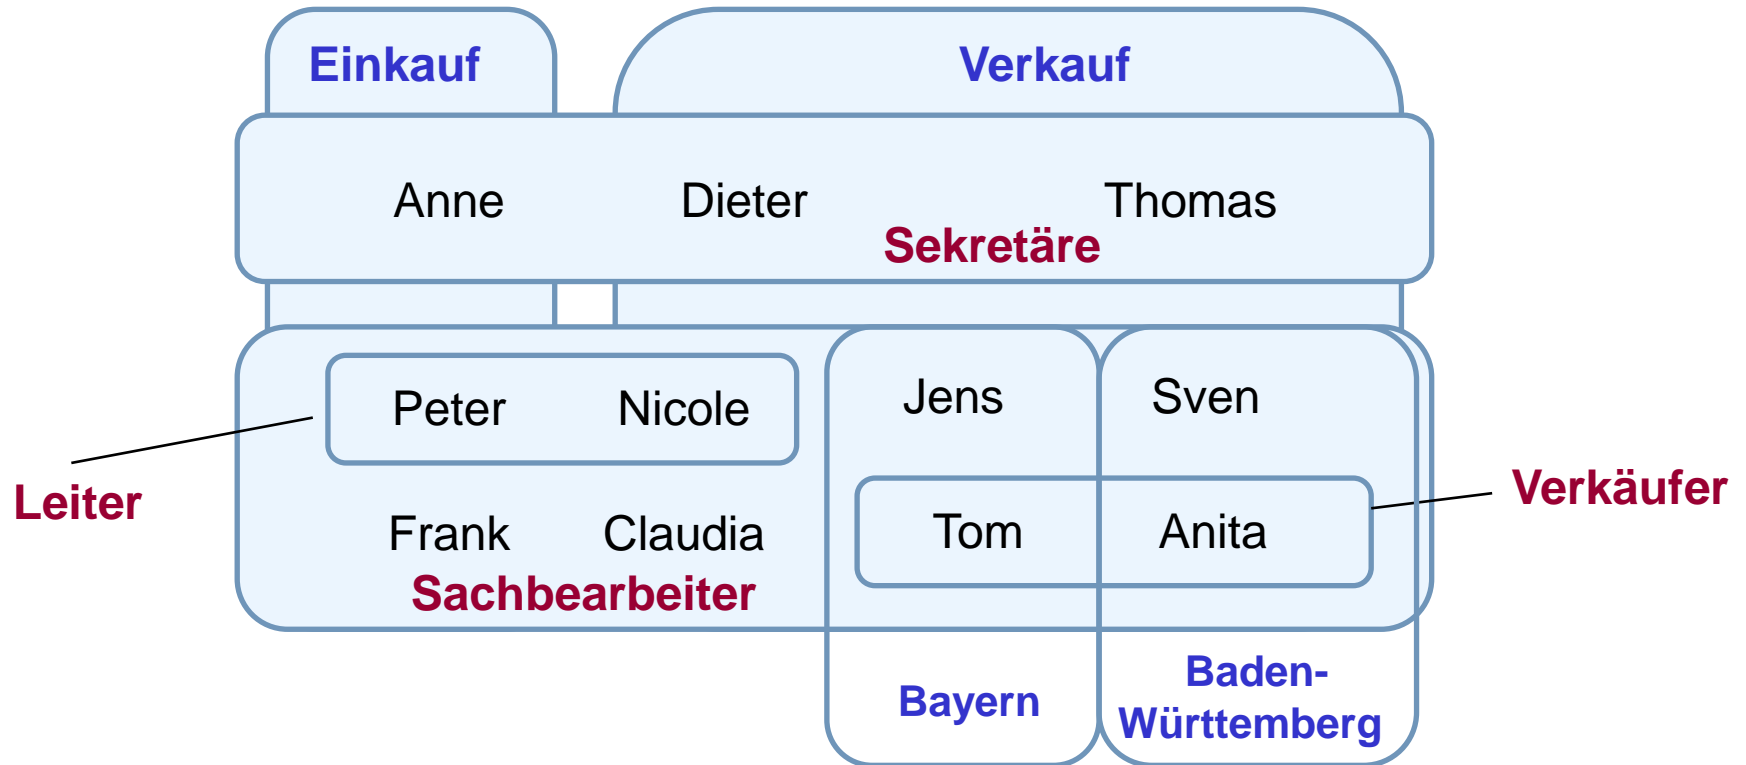 Einkauf
Verkauf
Anne
Dieter
Thomas
Sekretäre
Peter
Nicole
Jens
Sven
Leiter
Verkäufer
Frank
Claudia
Tom
Anita
Sachbearbeiter
Bayern
Baden-
Württemberg